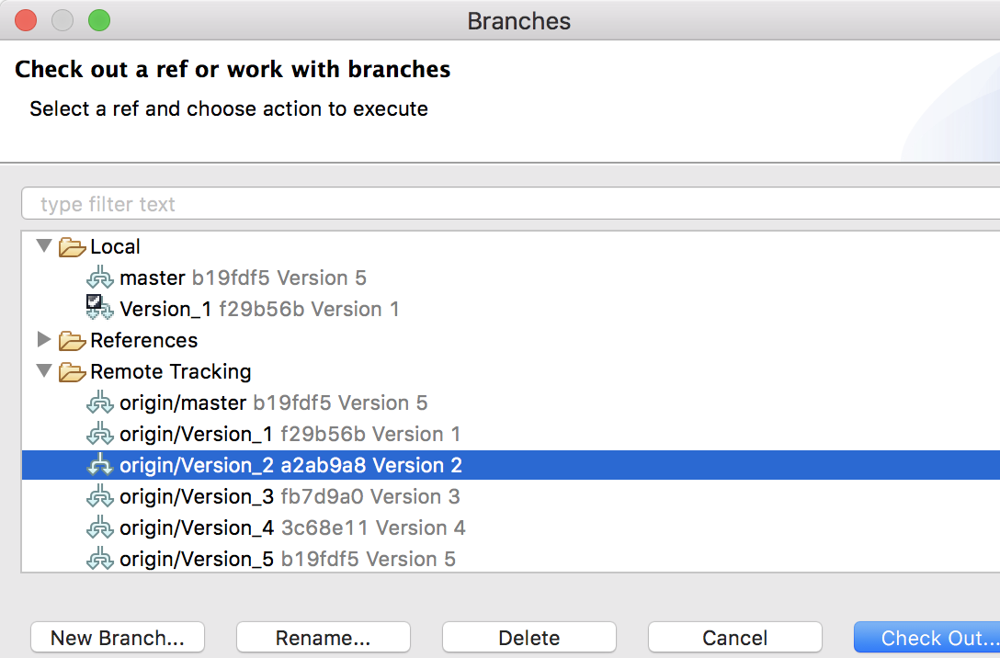 Branches
Check out a ref or work with branches
Select a ref and choose action to execute
type filter text
Local
master b19fdf5 Version 5
Version_1 f29b56b Version 1
References
Remote Tracking
origin/master b19fdf5 Version 5
origin/Version_1 f29b56b Version 1
origin/Version_2 a2ab9a8 Version 2
origin/Version_3 fb7d9a0 Version 3
origin/Version_4 3c68e11 Version 4
origin/Version_5 b19fdf5 Version 5
New Branch... Rename... Delete Cancel Check Out...